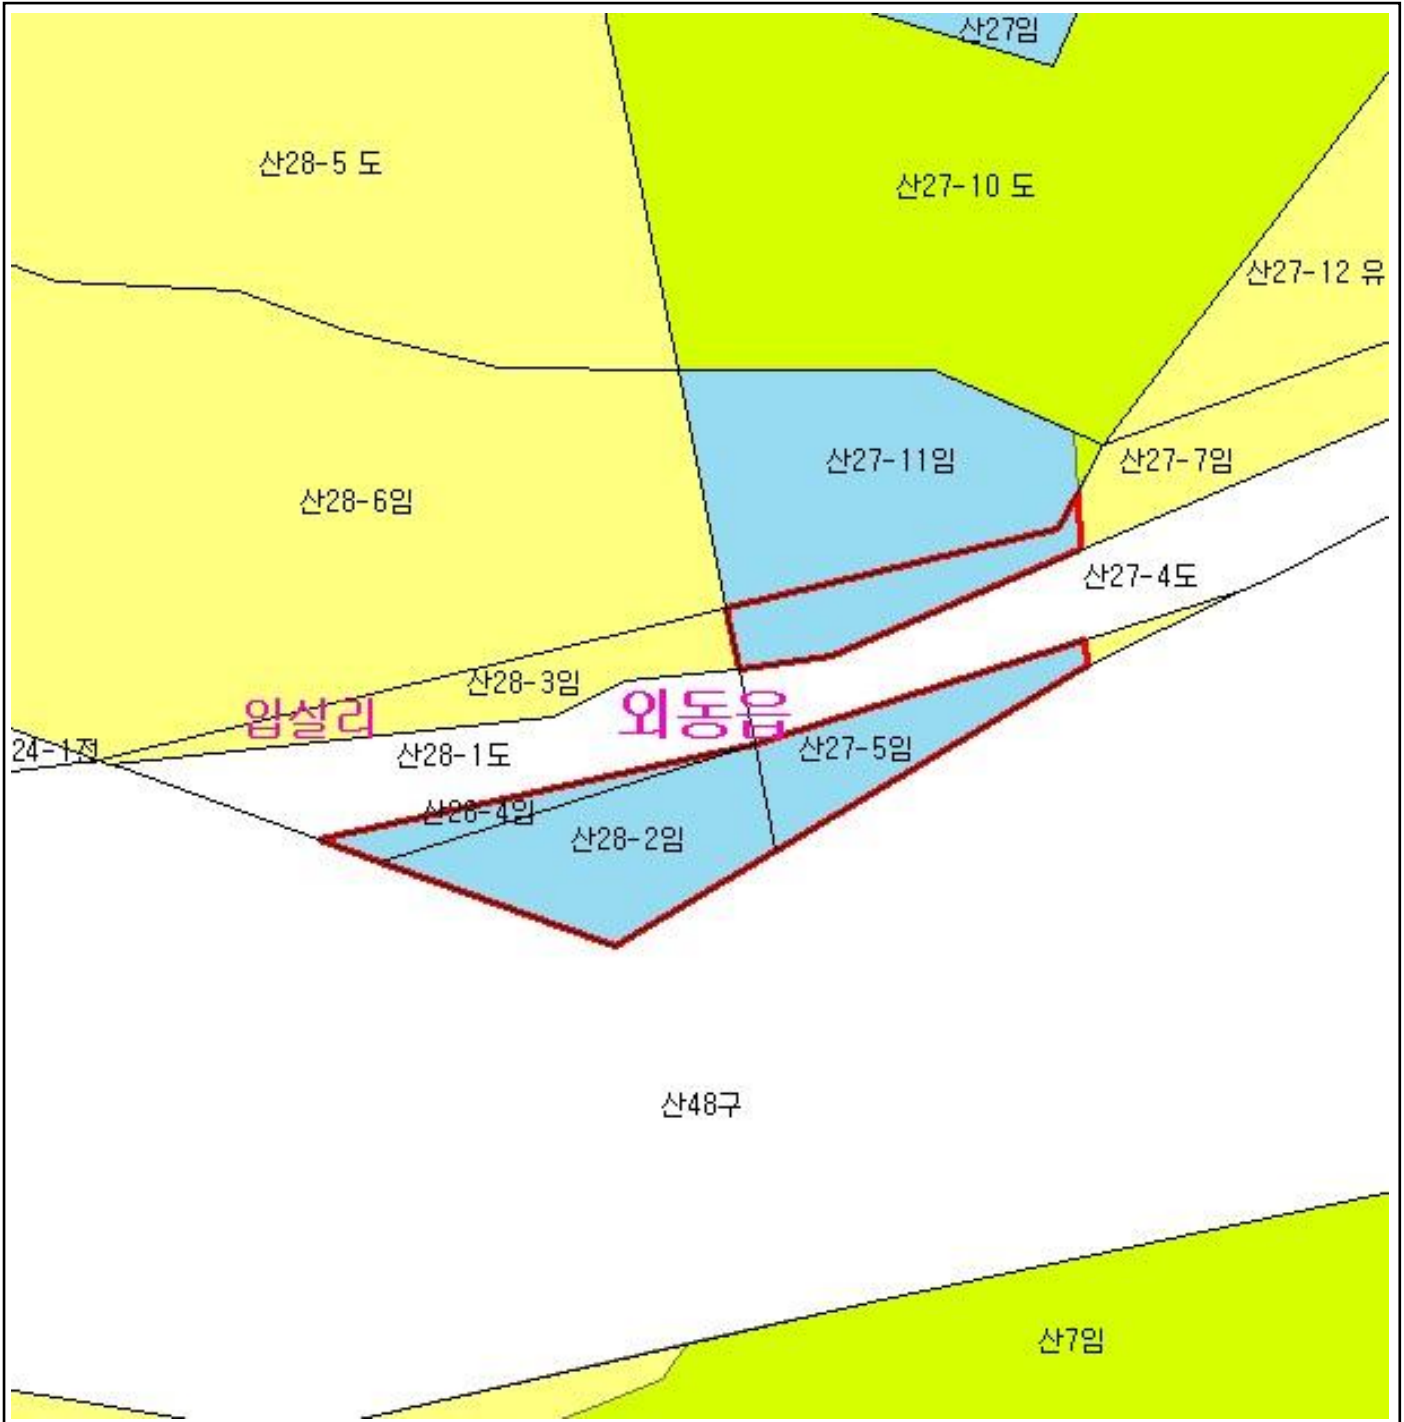 산27임
산28-5 도
산27-10 도
산27-12 유
산27-11임
산27-7임
산28-6임
산27-4도
산28-3임
입실리
외동읍
24-1전
산28-1도
산27-5임
산28-4임
산28-2임
산48구
산7임